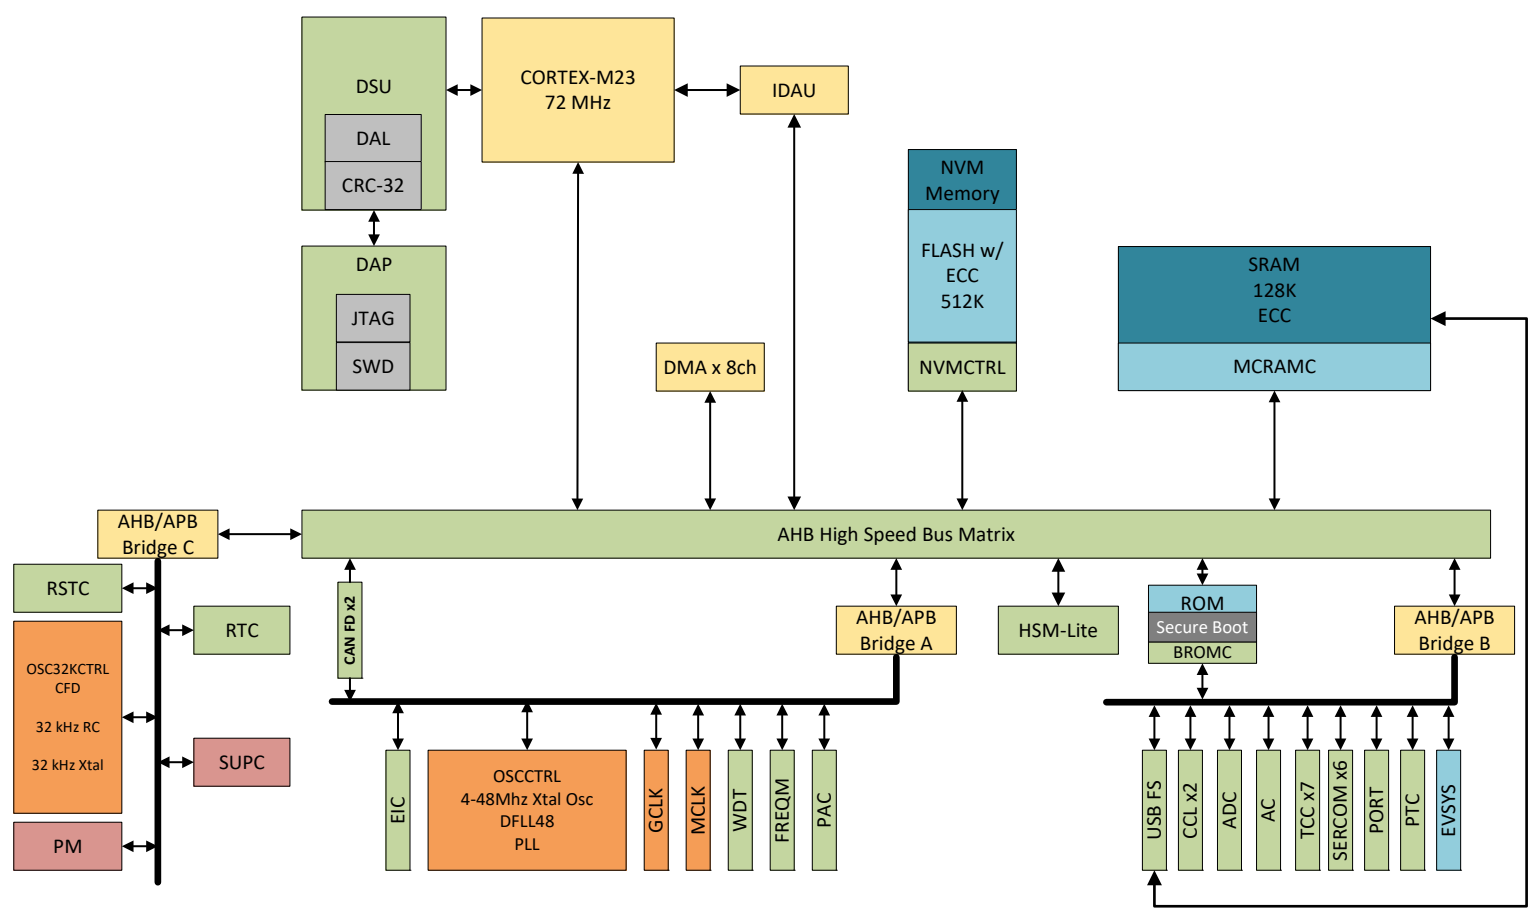 DSU
DAL
CRC-32
CORTEX-M23
72 MHz
IDAU
DAP
JTAG
SWD
NVM
Memory
FLASH w/
ECC
512K
NVMCTRL
SRAM
128K
ECC
MCRAMC
DMA x 8ch
AHB/APB
Bridge C
AHB High Speed Bus Matrix
RSTC
RTC
OSC32KCTRL
CFD
32 kHz RC
32 kHz Xtal
SUPC
PM
CAN FD x2
AHB/APB
Bridge A
HSM-Lite
ROM
Secure Boot
BROMC
AHB/APB
Bridge B
EIC
OSCCTRL
4-48Mhz Xtal Osc
DFLL48
PLL
GCLK
MCLK
WDT
FREQM
PAC
USB FS
CCL x2
ADC
AC
TCC x7
SERCOM x6
PORT
PTC
EVSYS